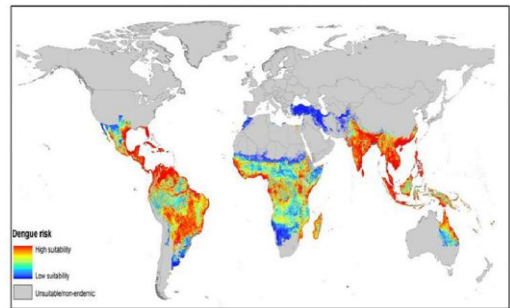 Dengue risk
High suitability
Low suitability
Unsuitable/non-endemic